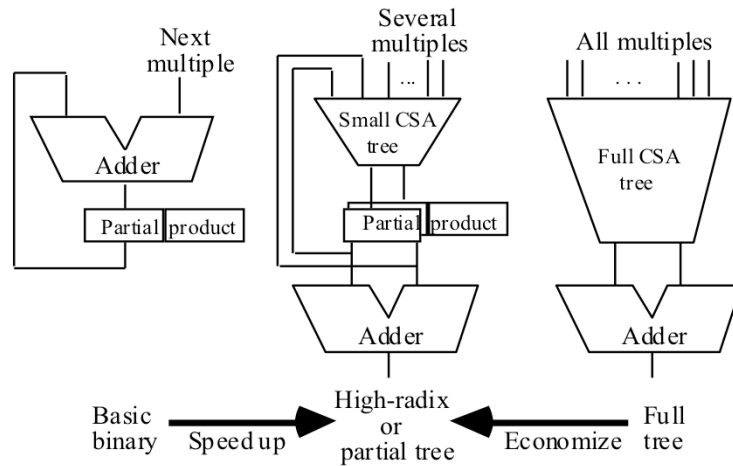 Next
multiple
Adder
Partial product
Several
multiples
...
Small CSA
tree
Partial product
Adder
All multiples
. . .
Full CSA
tree
Adder
Basic
binary
Speed up
High-radix
or
partial tree
Economize
Full
tree